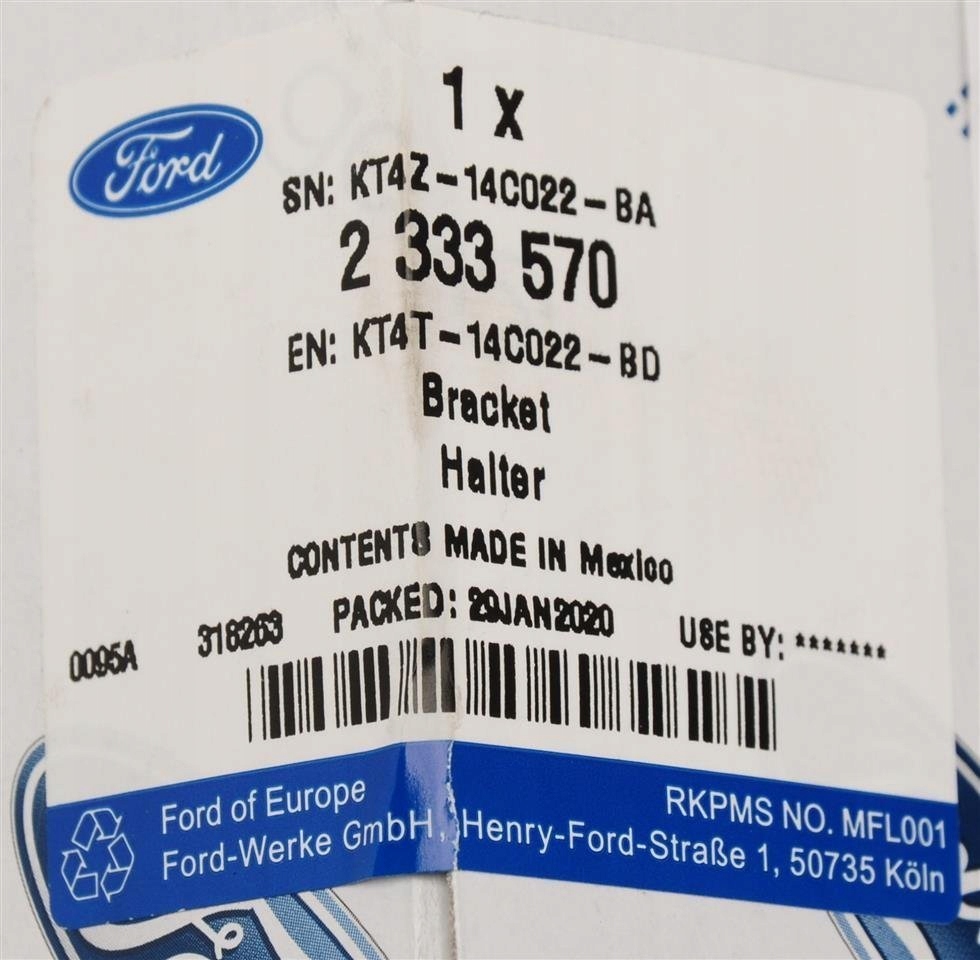 Ford
1 x
SN: KT4Z-14C022-BA
2 333 570
EN: KT4T-14C022-BD
Bracket
Halter
CONTENTS MADE IN Mexico
0095A 318263 PACKED: 29JAN2020 USE BY: *******
Ford of Europe RKPMS NO. MFL001
Ford-Werke GmbH, Henry-Ford-Straße 1, 50735 Köln